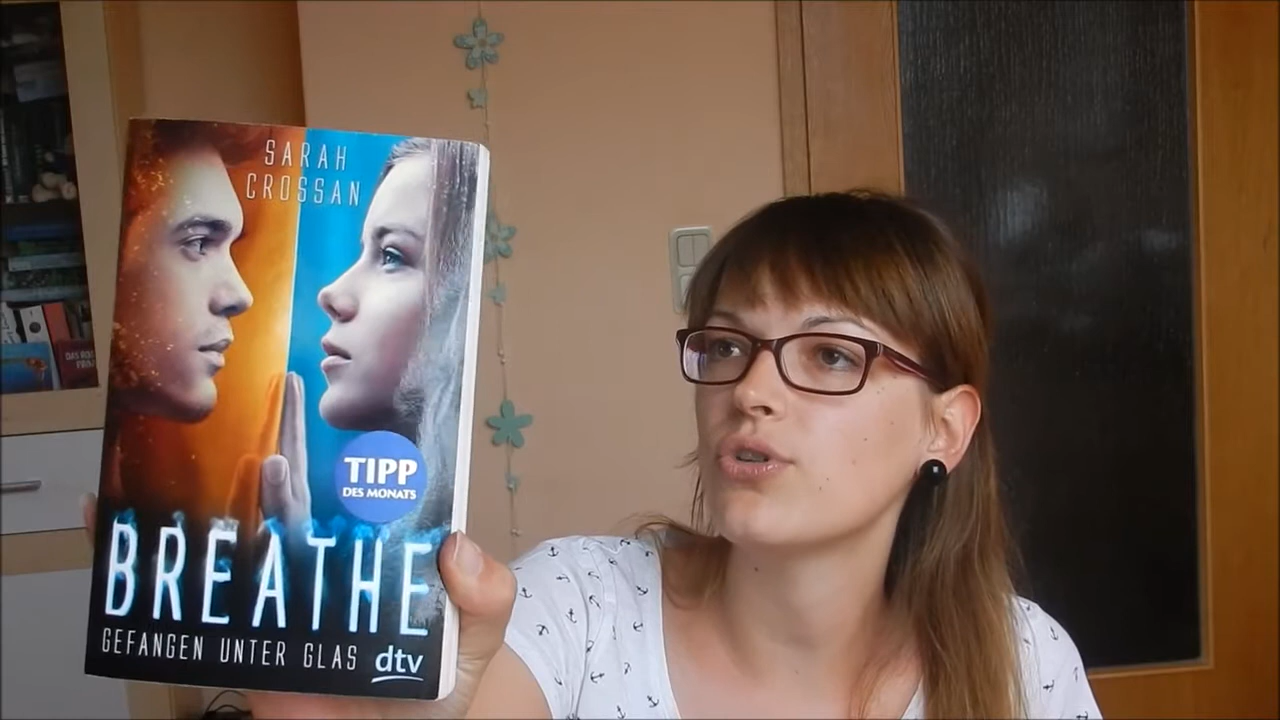 SARAH
CROSSAN
TIPP
DES MONATS
BREATHE
GEFANGEN UNTER GLAS
dtv